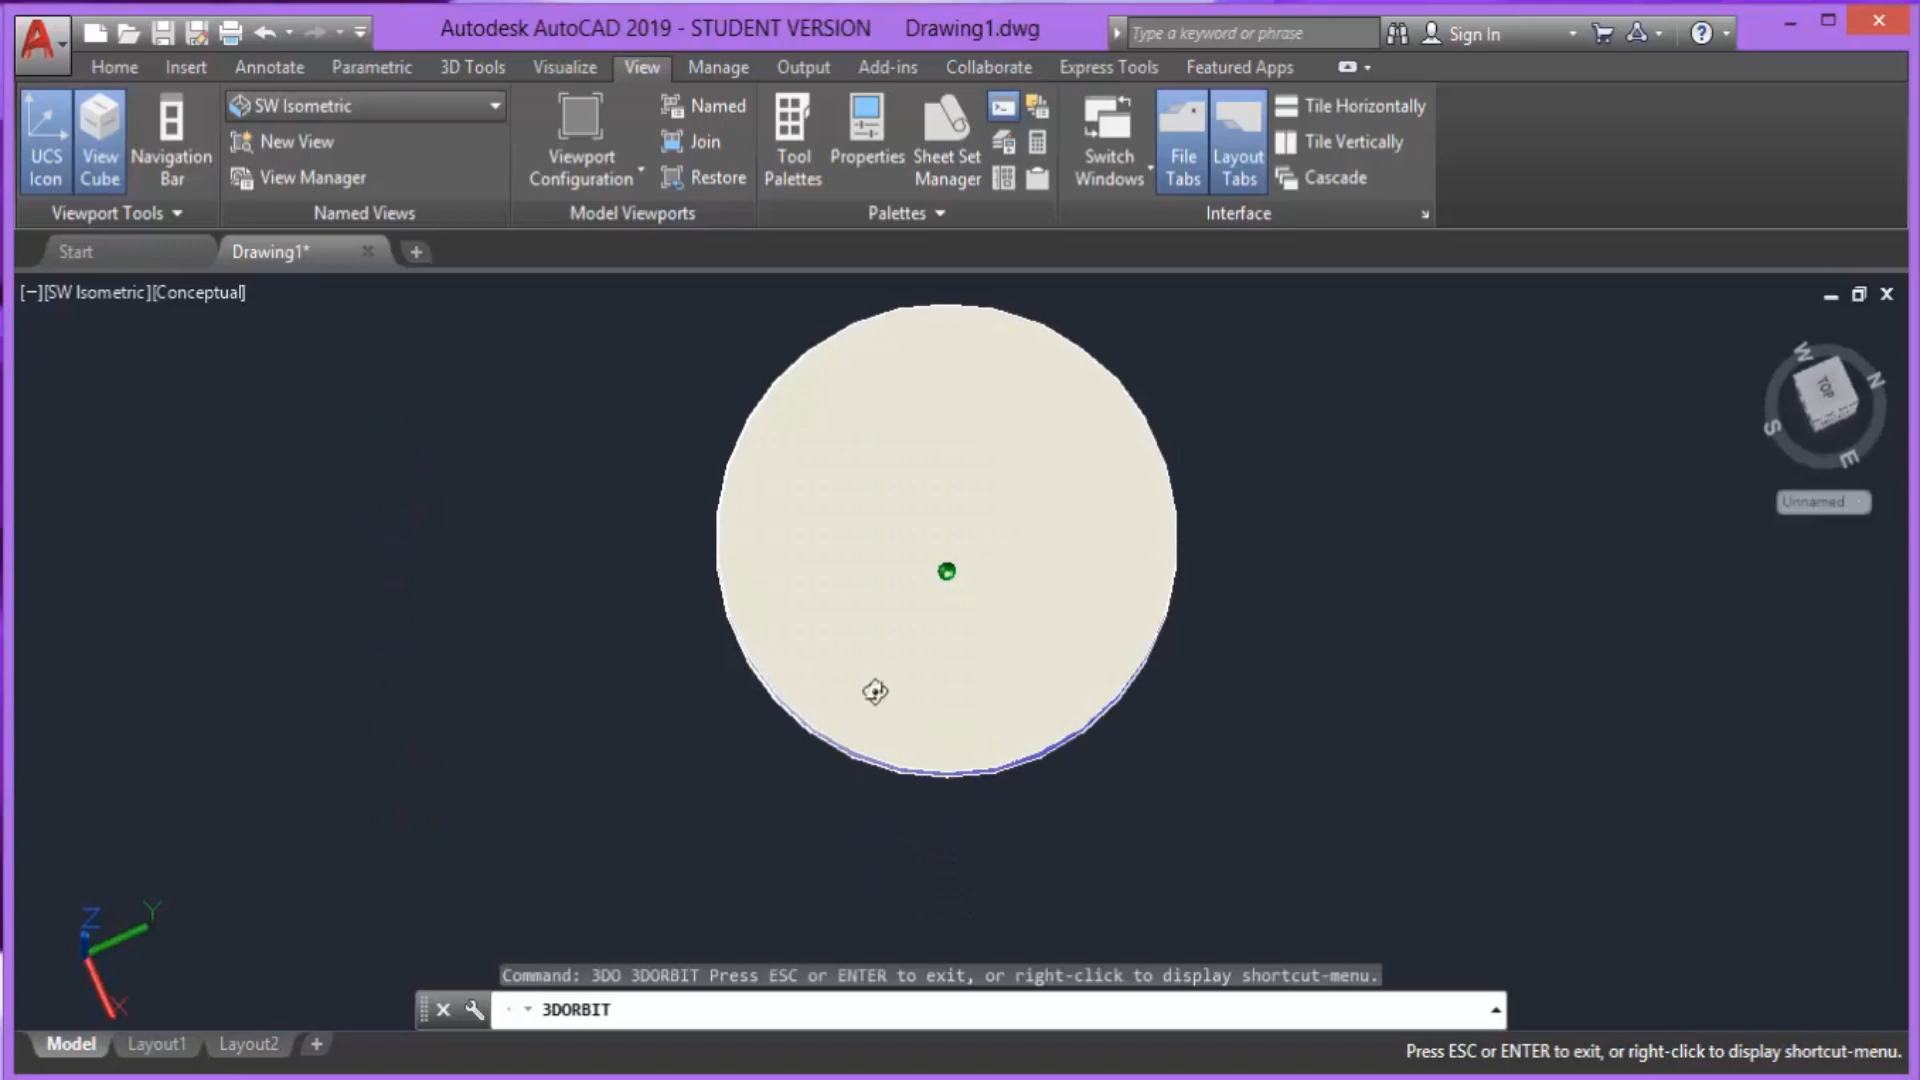 Autodesk AutoCAD 2019 - STUDENT VERSION Drawing1.dwg
Type a keyword or phrase
Sign In
Home Insert Annotate Parametric 3D Tools Visualize View Manage Output Add-ins Collaborate Express Tools Featured Apps
UCS Icon
View Cube
Navigation Bar
Viewport Tools
SW Isometric
New View
View Manager
Named Views
Viewport Configuration
Named
Join
Restore
Model Viewports
Tool Palettes
Properties
Sheet Set Manager
Palettes
Switch Windows
File Tabs
Layout Tabs
Tile Horizontally
Tile Vertically
Cascade
Interface
Start
Drawing1*
[−][SW Isometric][Conceptual]
W
N
TOP
S
E
Unnamed
Z
Y
X
Command: 3DO 3DORBIT Press ESC or ENTER to exit, or right-click to display shortcut-menu.
3DORBIT
Model Layout1 Layout2 +
Press ESC or ENTER to exit, or right-click to display shortcut-menu.